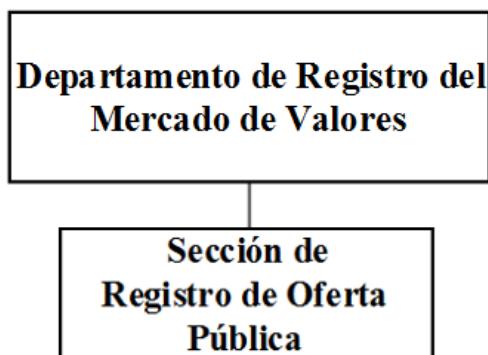 Departamento de Registro del
Mercado de Valores
Sección de
Registro de Oferta
Pública